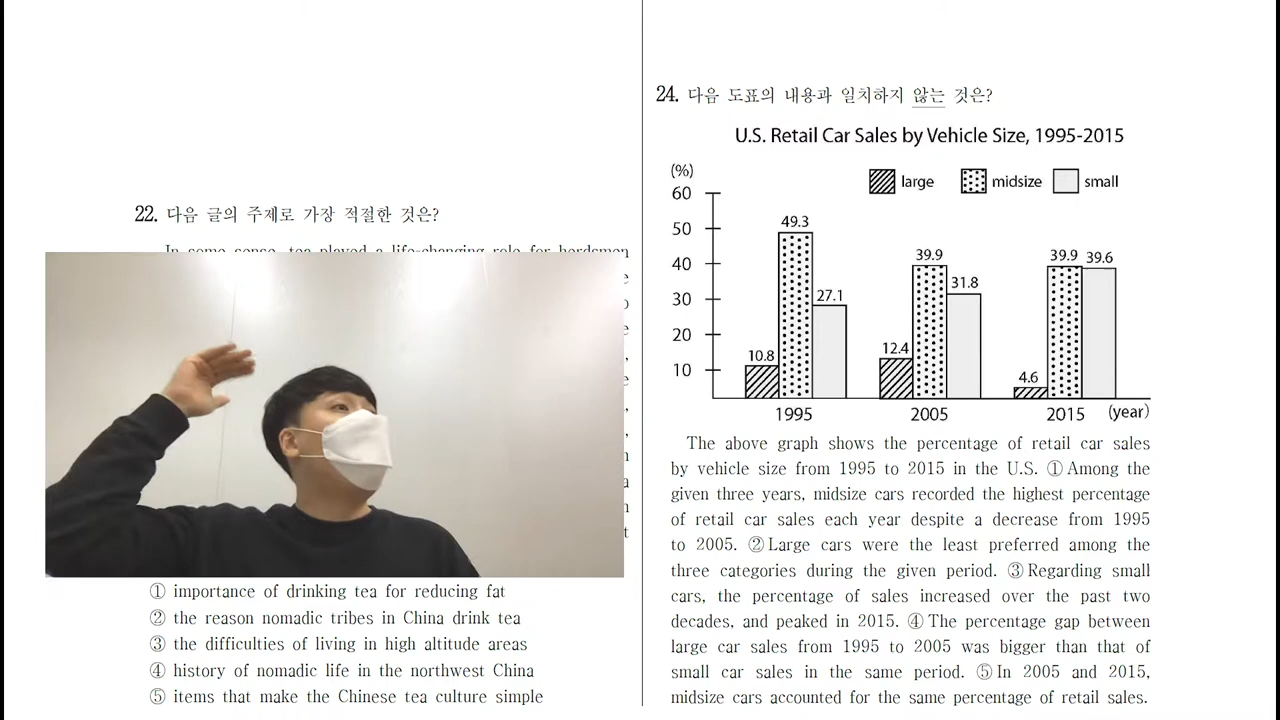 22. 다음 글의 주제로 가장 적절한 것은?
In some sense, tea played a life-changing role for herdsmen
① importance of drinking tea for reducing fat
② the reason nomadic tribes in China drink tea
③ the difficulties of living in high altitude areas
④ history of nomadic life in the northwest China
⑤ items that make the Chinese tea culture simple
24. 다음 도표의 내용과 일치하지 않는 것은?
U.S. Retail Car Sales by Vehicle Size, 1995-2015
(%)
large midsize small
60
50
40
30
20
10
10.8 49.3 27.1
12.4 39.9 31.8
4.6 39.9 39.6
1995 2005 2015 (year)
The above graph shows the percentage of retail car sales
by vehicle size from 1995 to 2015 in the U.S. ① Among the
given three years, midsize cars recorded the highest percentage
of retail car sales each year despite a decrease from 1995
to 2005. ② Large cars were the least preferred among the
three categories during the given period. ③ Regarding small
cars, the percentage of sales increased over the past two
decades, and peaked in 2015. ④ The percentage gap between
large car sales from 1995 to 2005 was bigger than that of
small car sales in the same period. ⑤ In 2005 and 2015,
midsize cars accounted for the same percentage of retail sales.